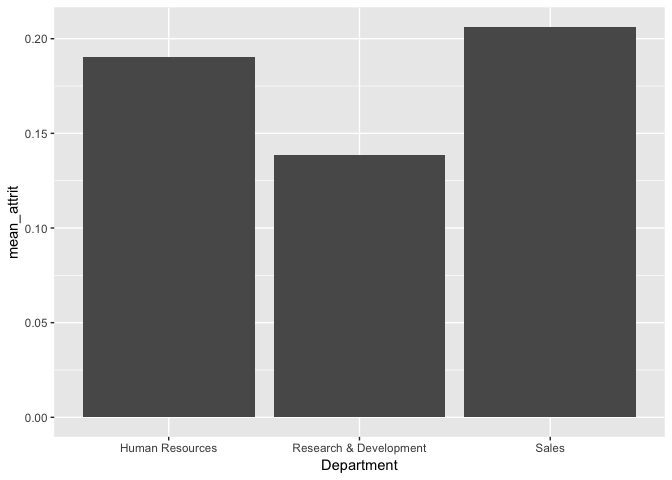 0.20
0.15
mean_attrit
0.10
0.05
0.00
Human Resources
Research & Development
Sales
Department